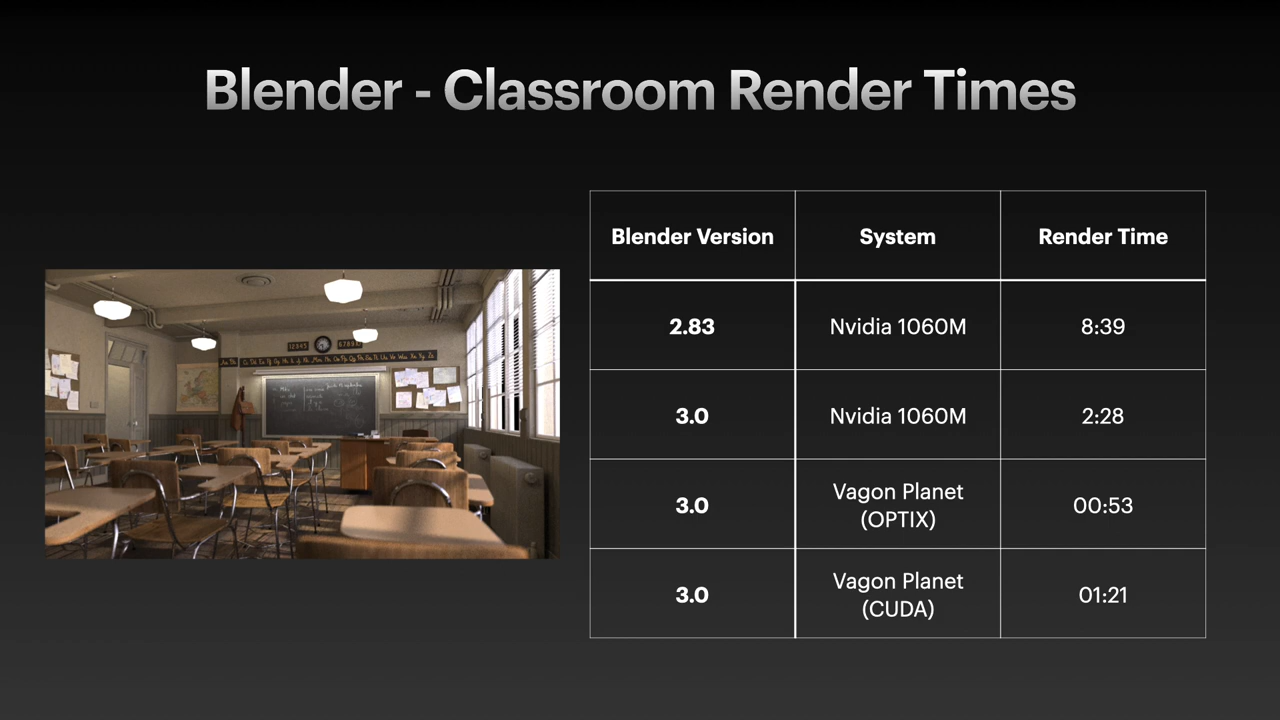 Blender - Classroom Render Times
Blender Version System Render Time
2.83 Nvidia 1060M 8:39
3.0 Nvidia 1060M 2:28
3.0 Vagon Planet (OPTIX) 00:53
3.0 Vagon Planet (CUDA) 01:21